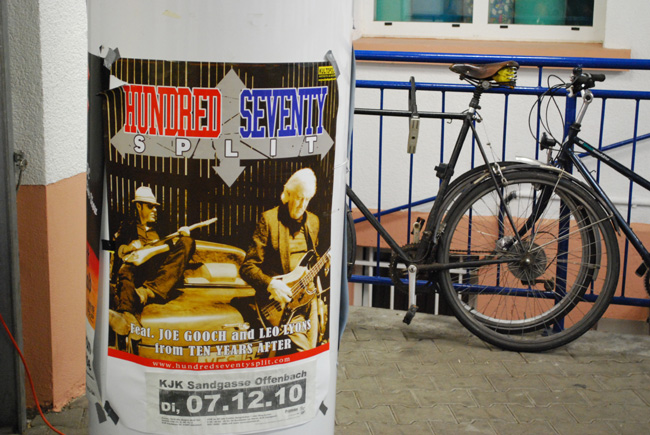 HUNDRED SEVENTY
SPLIT
Feat. JOE GOOCH and LEO LYONS
from TEN YEARS AFTER
www.hundredseventysplit.com
KJK Sandgasse Offenbach
Di, 07.12.10